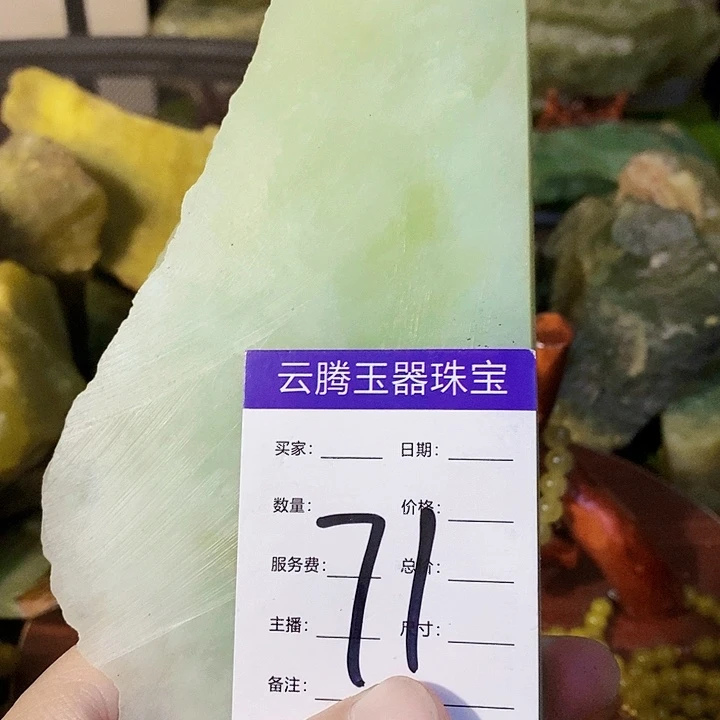 云腾玉器珠宝
买家： 日期：
数量： 价格：
服务费： 总价：
主播： 尺寸：
备注：
71